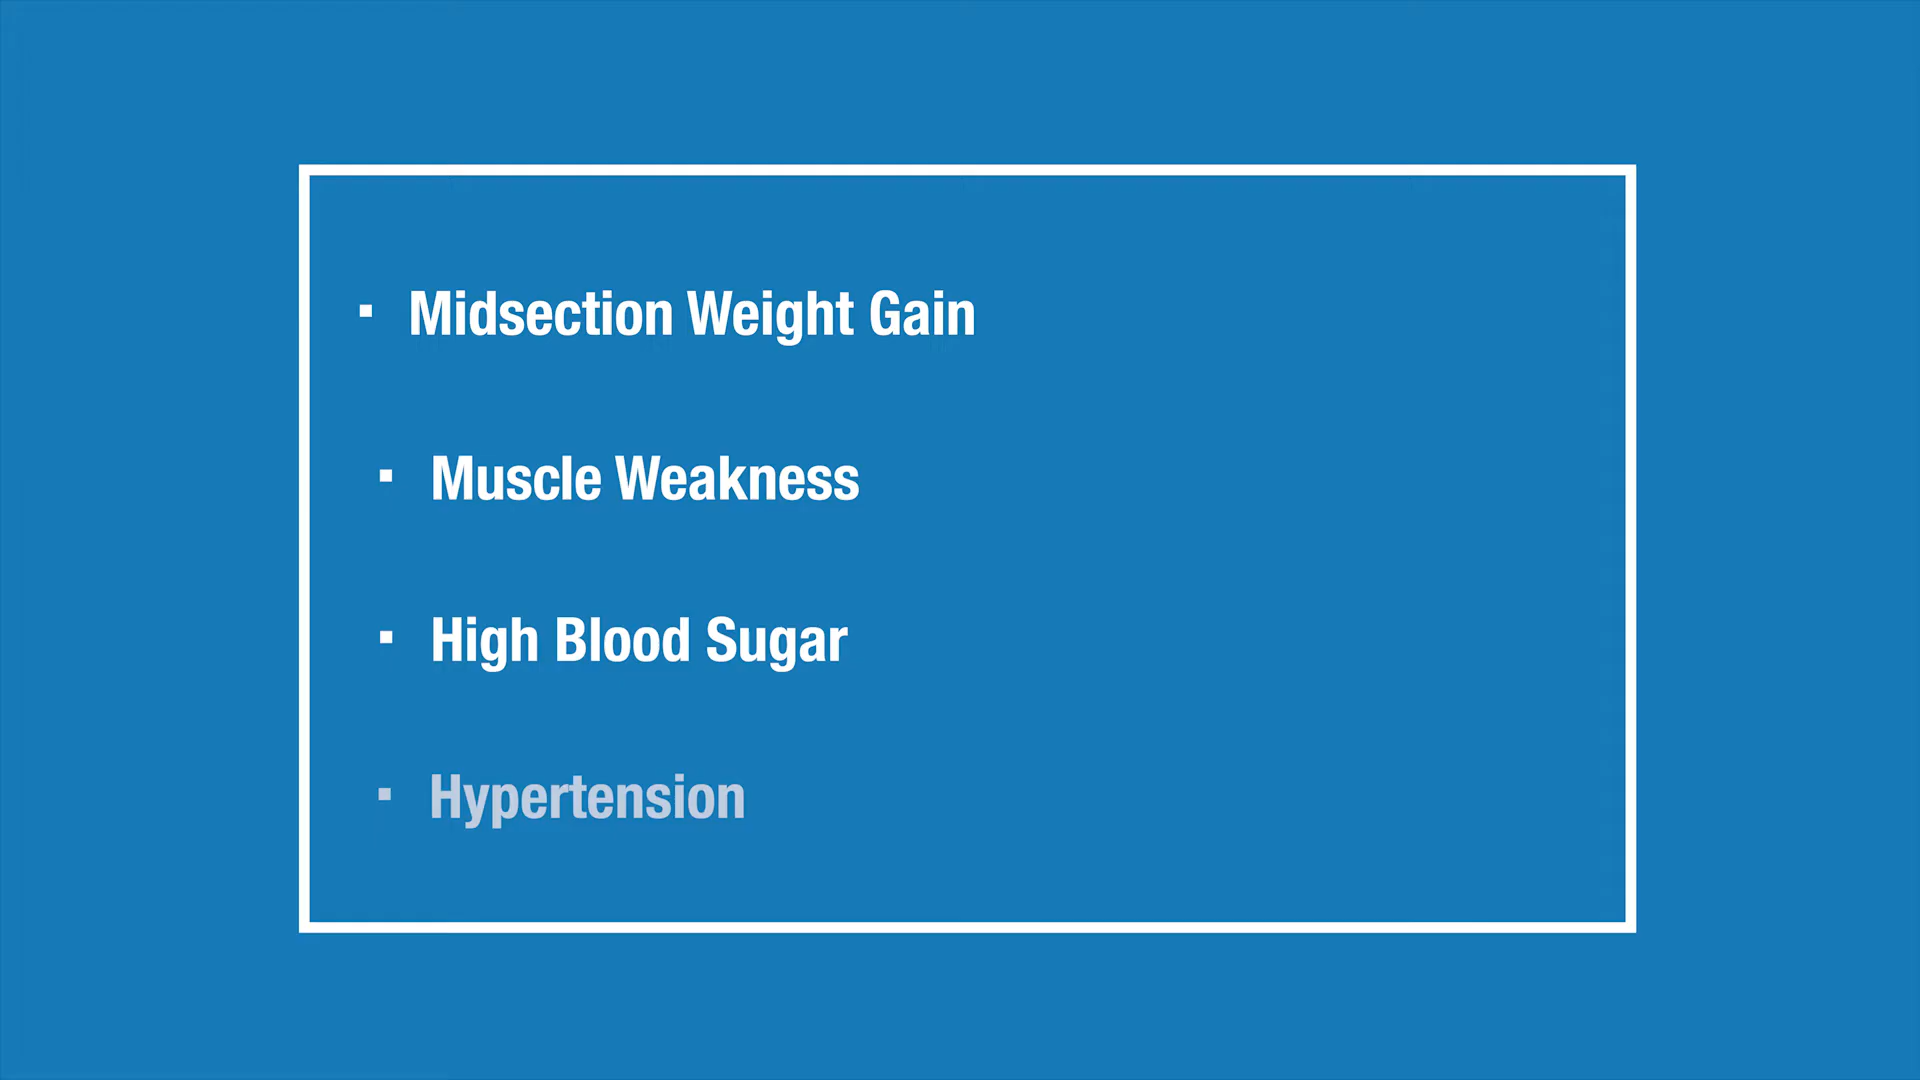 ▪ Midsection Weight Gain
▪ Muscle Weakness
▪ High Blood Sugar
▪ Hypertension